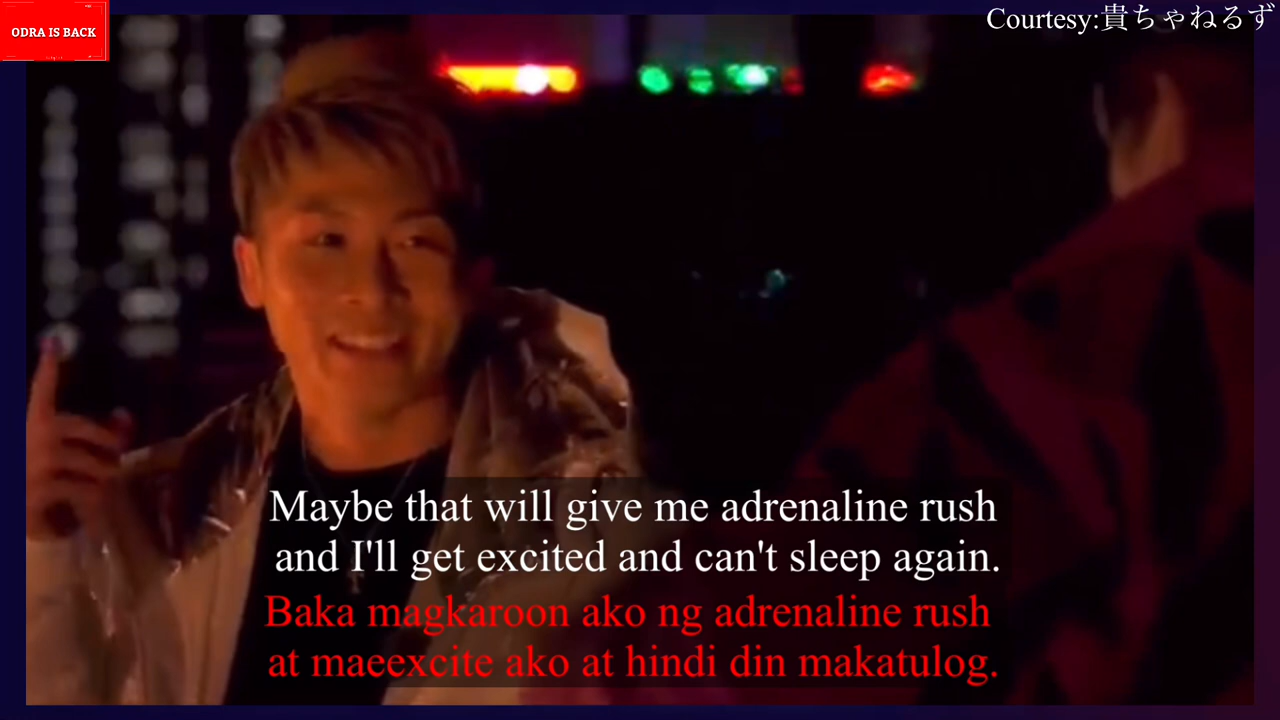 ODRA IS BACK
Courtesy:貴ちゃねるず
Maybe that will give me adrenaline rush
and I'll get excited and can't sleep again.
Baka magkaroon ako ng adrenaline rush
at maeexcite ako at hindi din makatulog.